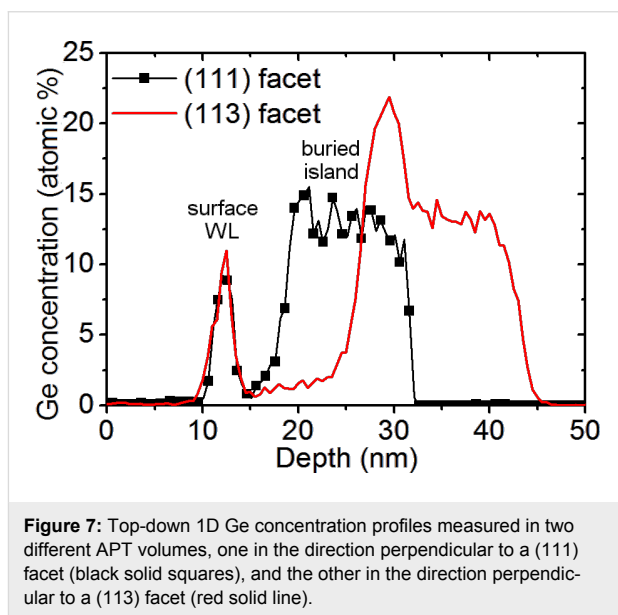 (111) facet
(113) facet
buried
island
surface
WL
Ge concentration (atomic %)
25
20
15
10
5
0
0 10 20 30 40 50
Depth (nm)
Figure 7: Top-down 1D Ge concentration profiles measured in two
different APT volumes, one in the direction perpendicular to a (111)
facet (black solid squares), and the other in the direction perpendic-
ular to a (113) facet (red solid line).